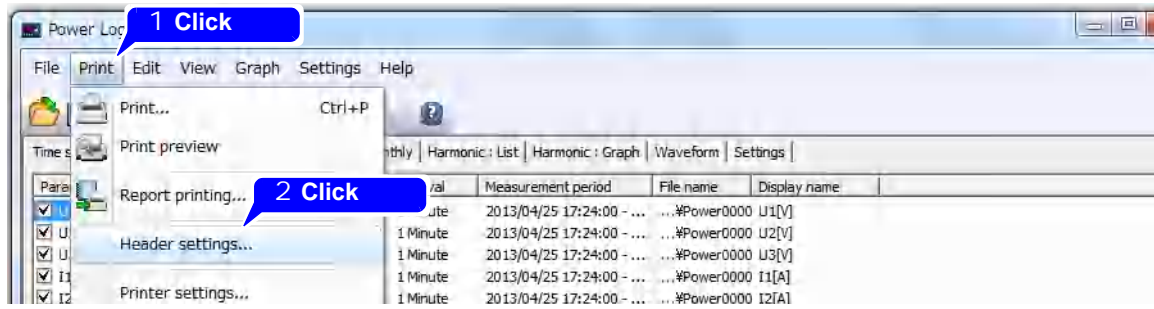 Power Log
1 Click
File Print Edit View Graph Settings Help
Print... Ctrl+P
Print preview
Time s nthly Harmonic : List Harmonic : Graph Waveform Settings
Report printing...
2 Click
Para val Measurement period File name Display name
U 1 ute 2013/04/25 17:24:00 - ... ...¥Power0000 U1[V]
U 1 Minute 2013/04/25 17:24:00 - ... ...¥Power0000 U2[V]
Header settings...
U 1 Minute 2013/04/25 17:24:00 - ... ...¥Power0000 U3[V]
I1 1 Minute 2013/04/25 17:24:00 - ... ...¥Power0000 I1[A]
Printer settings...
I2 1 Minute 2013/04/25 17:24:00 - ... ...¥Power0000 I2[A]